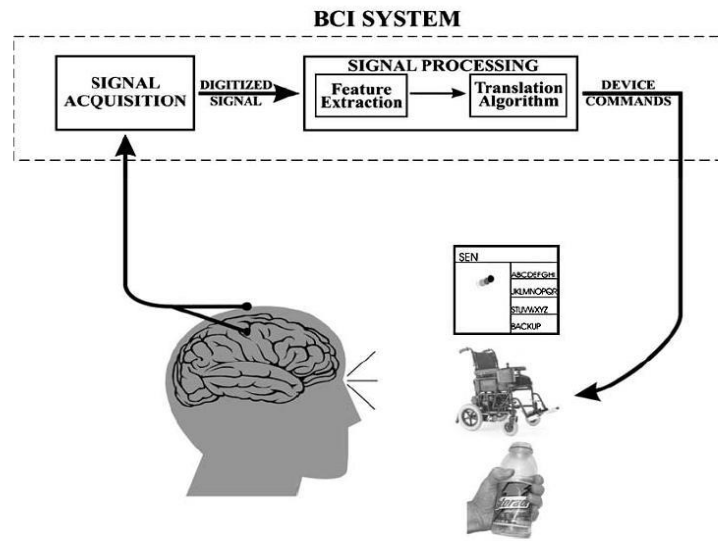 BCI SYSTEM
SIGNAL
ACQUISITION
DIGITIZED
SIGNAL
SIGNAL PROCESSING
Feature
Extraction
Translation
Algorithm
DEVICE
COMMANDS
SEN
ABCDEFGHI
JKLMNOPQR
STUVWXYZ
BACKUP